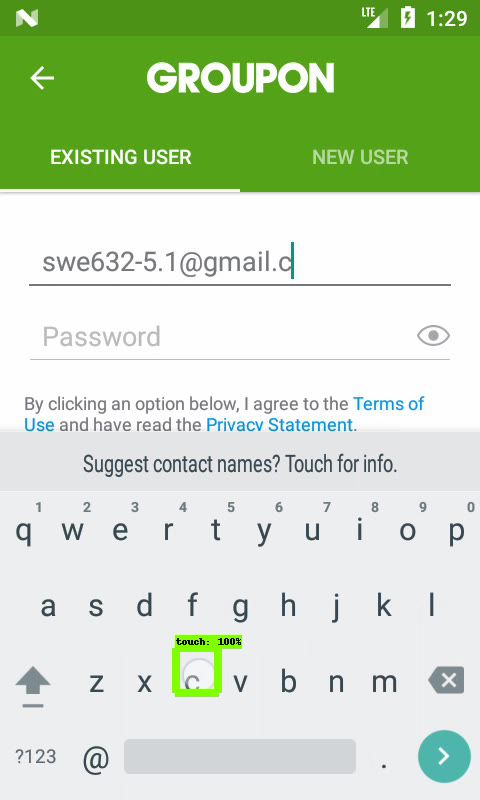 LTE 1:29
GROUPON
EXISTING USER NEW USER
swe632-5.1@gmail.c
Password
By clicking an option below, I agree to the Terms of
Use and have read the Privacy Statement.
Suggest contact names? Touch for info.
1 2 3 4 5 6 7 8 9 0
q w e r t y u i o p
a s d f g h j k l
touch: 100%
z x c v b n m
?123 @ .